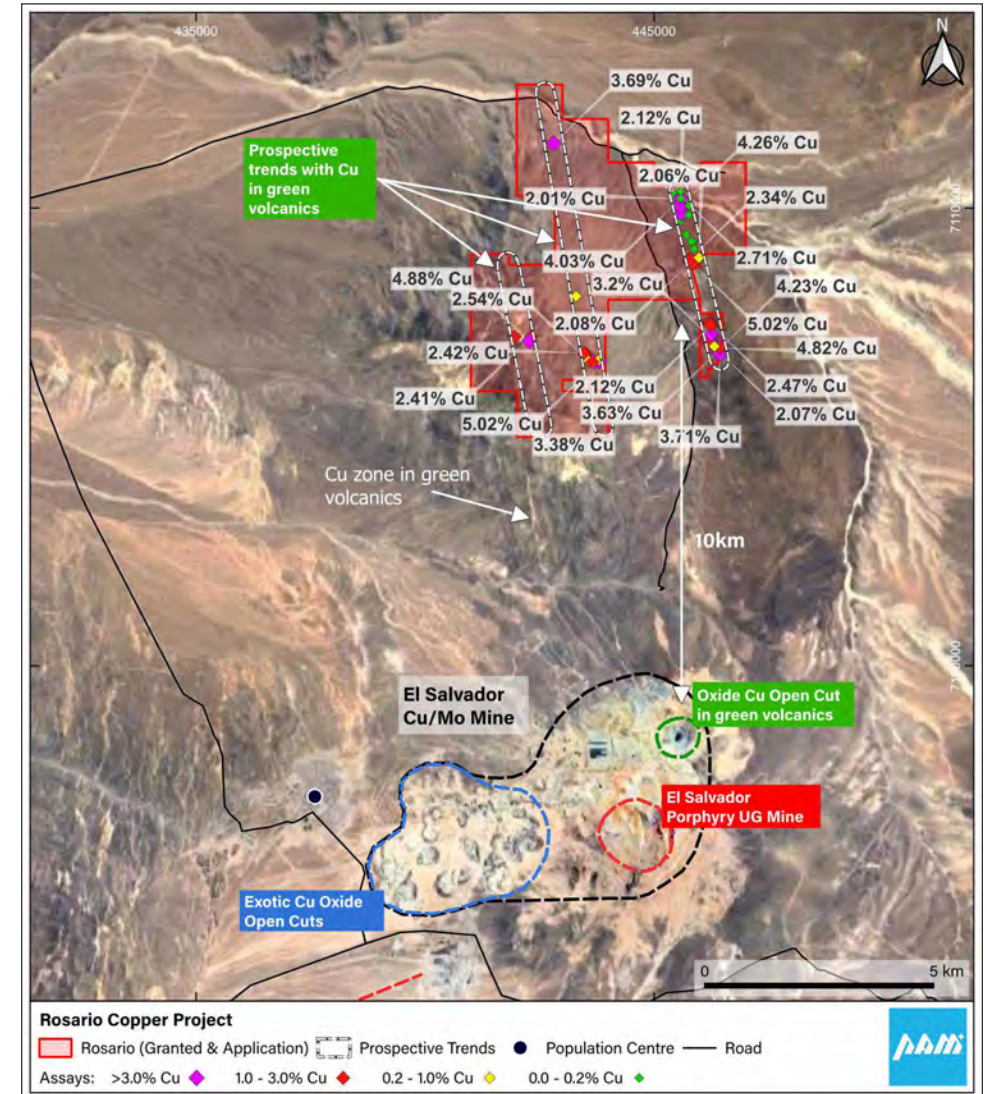 435000
445000
N
3.69% Cu
2.12% Cu
4.26% Cu
Prospective
trends with Cu
in green
volcanics
2.06% Cu
2.01% Cu
2.34% Cu
7110000
4.03% Cu
2.71% Cu
4.88% Cu
3.2% Cu
4.23% Cu
2.54% Cu
2.08% Cu
5.02% Cu
2.42% Cu
4.82% Cu
2.12% Cu
2.47% Cu
2.41% Cu
3.63% Cu
2.07% Cu
5.02% Cu
3.38% Cu
3.71% Cu
Cu zone in green
volcanics
10km
7100000
El Salvador
Cu/Mo Mine
Oxide Cu Open Cut
in green volcanics
El Salvador
Porphyry UG Mine
Exotic Cu Oxide
Open Cuts
0
5 km
Rosario Copper Project
Rosario (Granted & Application)
Prospective Trends
Population Centre
Road
PAM
Assays:
>3.0% Cu
1.0 - 3.0% Cu
0.2 - 1.0% Cu
0.0 - 0.2% Cu